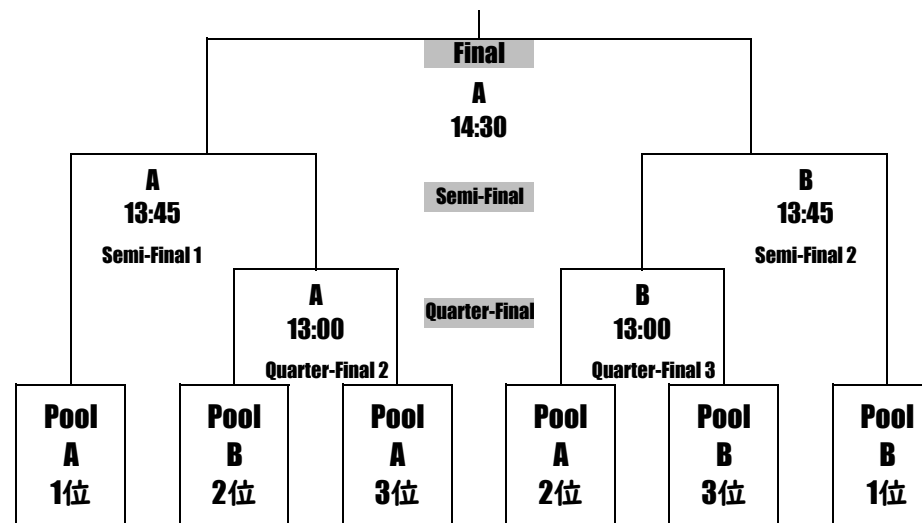 Final
A
14:30
A
13:45
Semi-Final 1
Semi-Final
B
13:45
Semi-Final 2
A
13:00
Quarter-Final 2
Quarter-Final
B
13:00
Quarter-Final 3
Pool
A
1位
Pool
B
2位
Pool
A
3位
Pool
A
2位
Pool
B
3位
Pool
B
1位